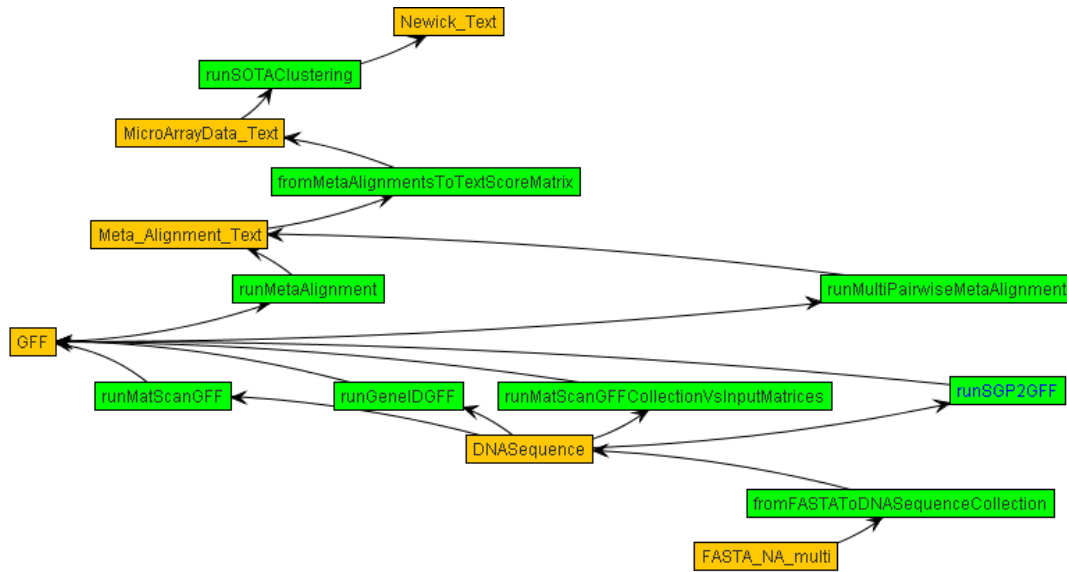 Newick_Text
runSOTAClustering
MicroArrayData_Text
fromMetaAlignmentsToTextScoreMatrix
Meta_Alignment_Text
runMetaAlignment
runMultiPairwiseMetaAlignment
GFF
runMatScanGFF
runGeneIDGFF
runMatScanGFFCollectionVsInputMatrices
runSGP2GFF
DNASequence
fromFASTAToDNASequenceCollection
FASTA_NA_multi